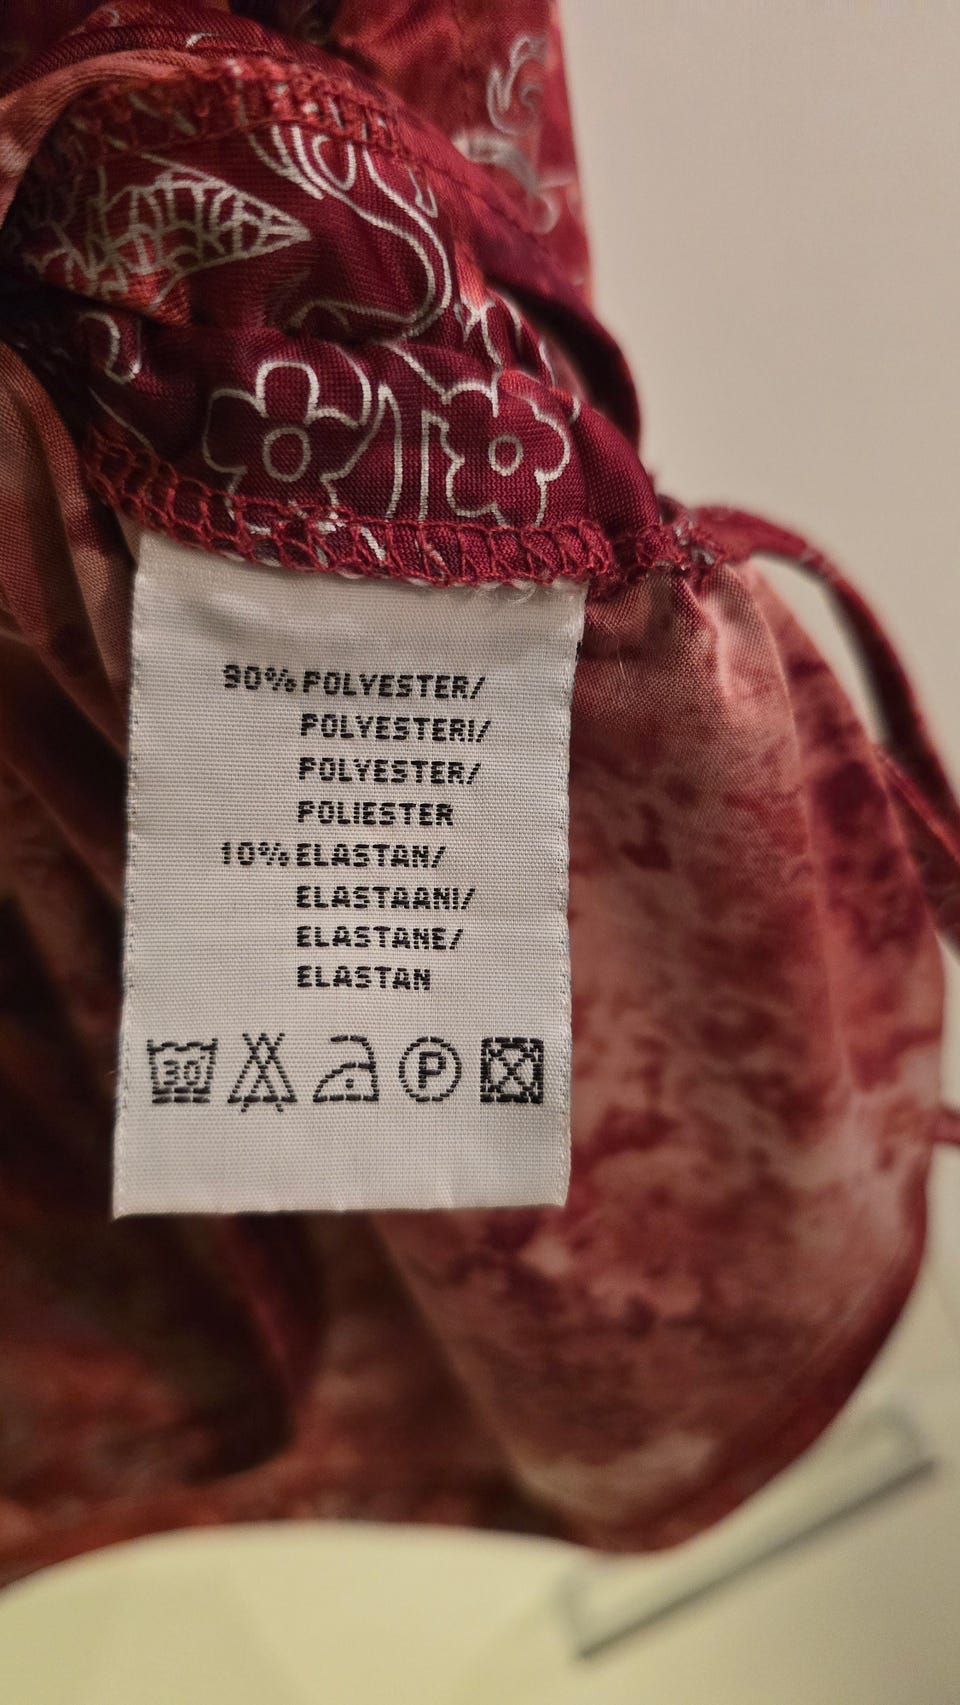 90% POLYESTER/
POLYESTERI/
POLYESTER/
POLIESTER
10% ELASTAN/
ELASTAANI/
ELASTANE/
ELASTAN
30 P